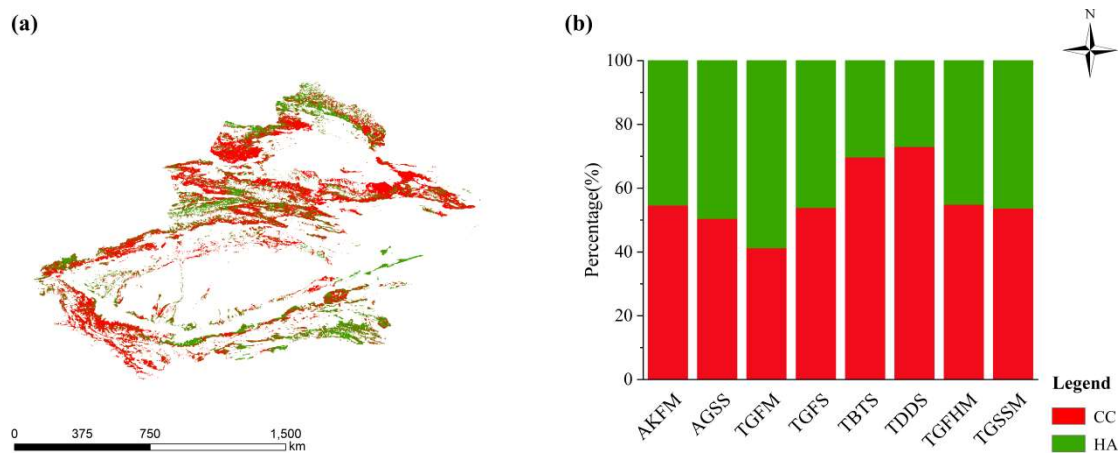 (a)
(b)
N
100
80
60
40
20
0
Percentage(%)
AKFM
AGSS
TGFM
TGFS
TBTS
TDDS
TGFHM
TGSSM
Legend
CC
HA
0 375 750 1,500
km